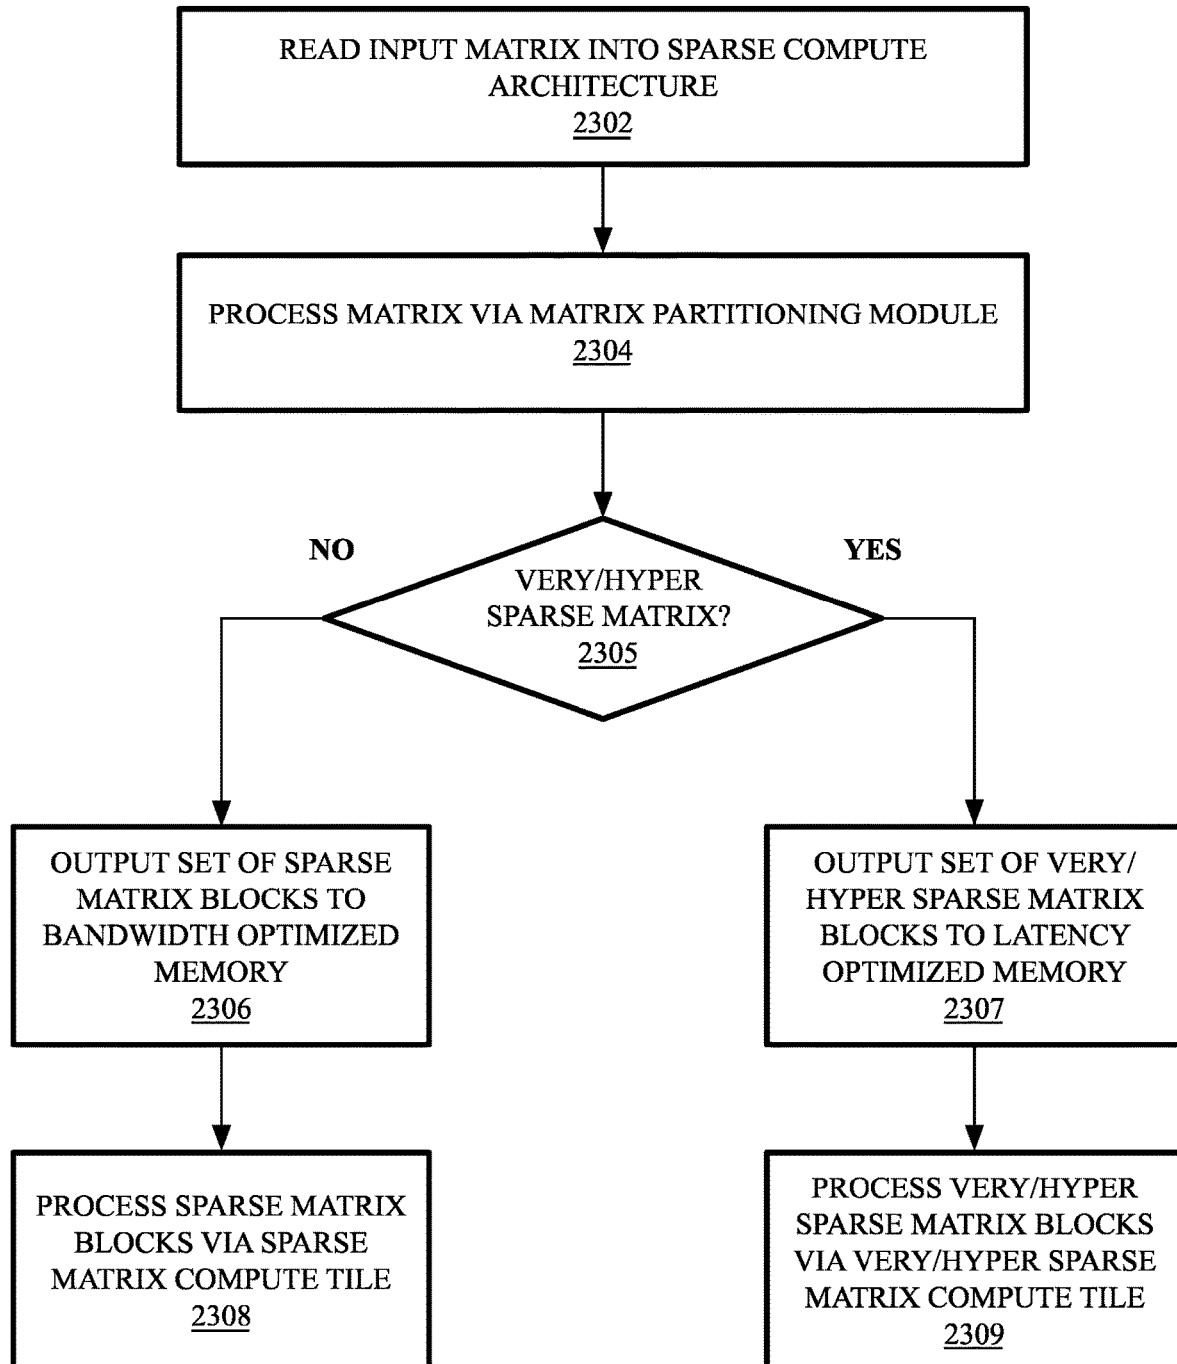 READ INPUT MATRIX INTO SPARSE COMPUTE
ARCHITECTURE
2302
PROCESS MATRIX VIA MATRIX PARTITIONING MODULE
2304
NO
YES
VERY/HYPER
SPARSE MATRIX?
2305
OUTPUT SET OF SPARSE
MATRIX BLOCKS TO
BANDWIDTH OPTIMIZED
MEMORY
2306
OUTPUT SET OF VERY/
HYPER SPARSE MATRIX
BLOCKS TO LATENCY
OPTIMIZED MEMORY
2307
PROCESS SPARSE MATRIX
BLOCKS VIA SPARSE
MATRIX COMPUTE TILE
2308
PROCESS VERY/HYPER
SPARSE MATRIX BLOCKS
VIA VERY/HYPER SPARSE
MATRIX COMPUTE TILE
2309